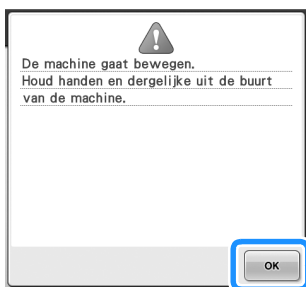 De machine gaat bewegen.
Houd handen en dergelijke uit de buurt
van de machine.
OK